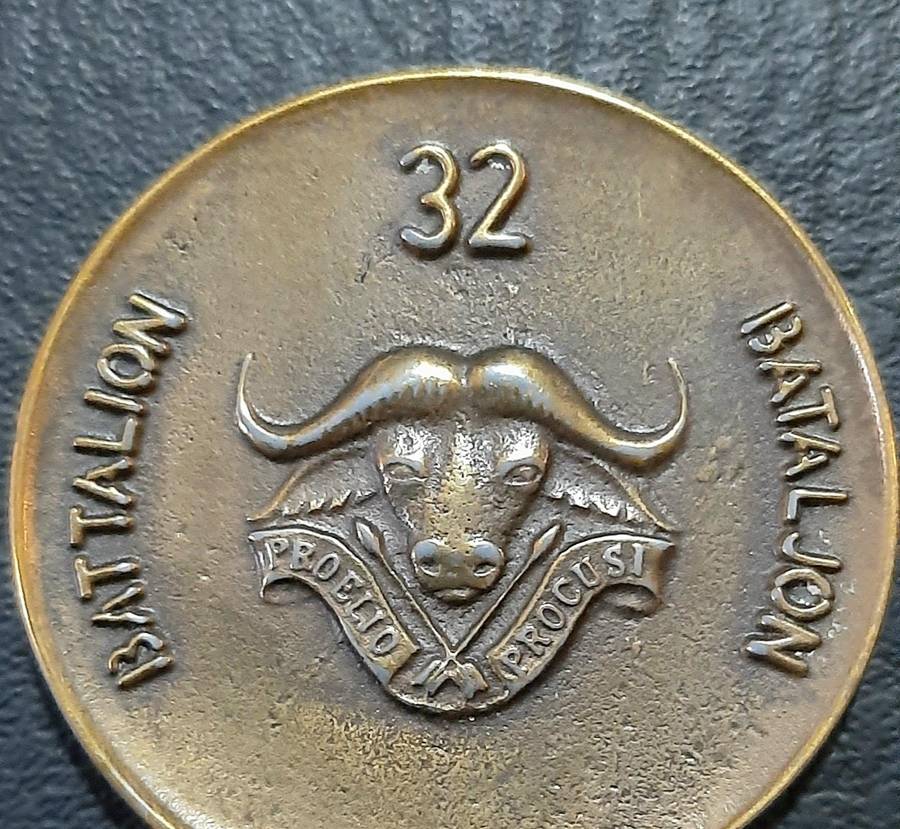 32
BATTALION
BATALJON
PROELIO PROCUSI